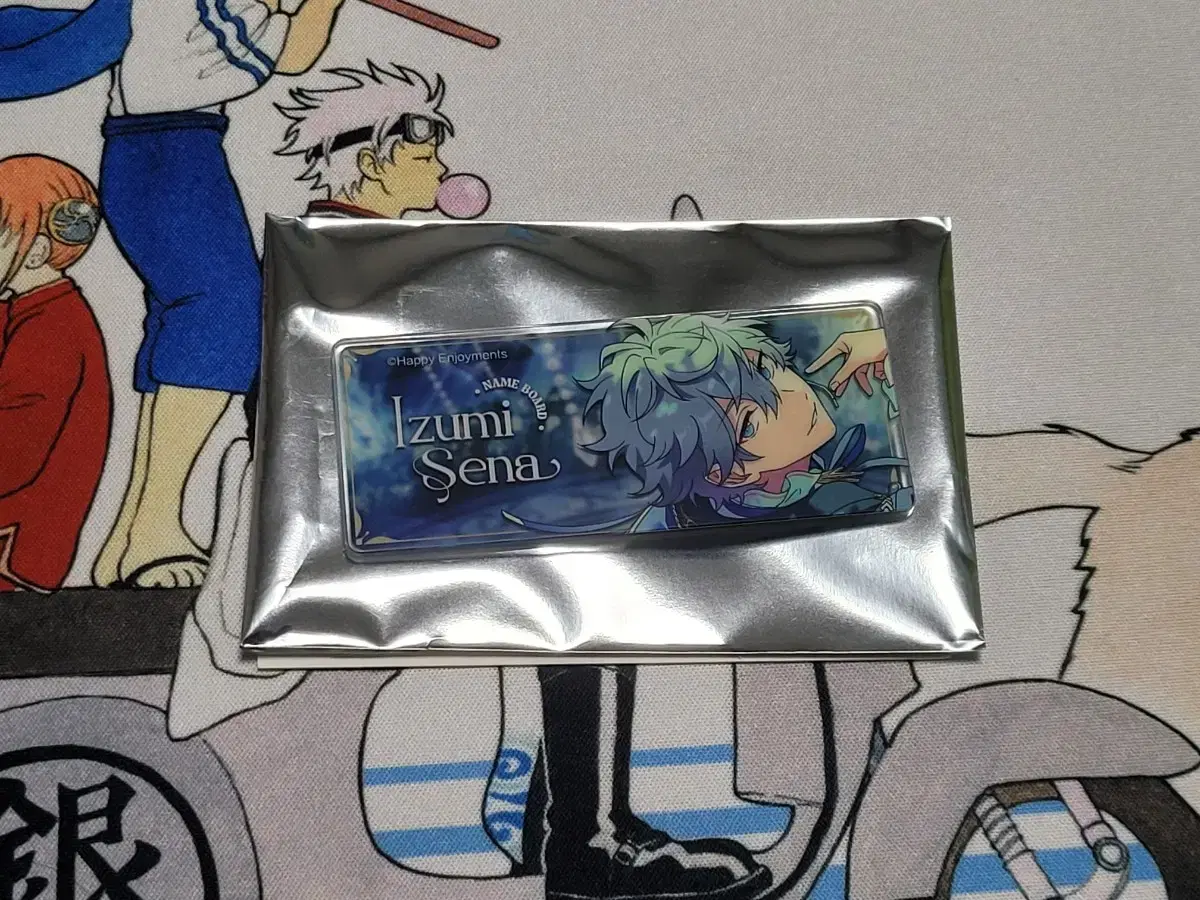 ©Happy Enjoyments
• NAME BOARD •
Izumi
Sena
銀